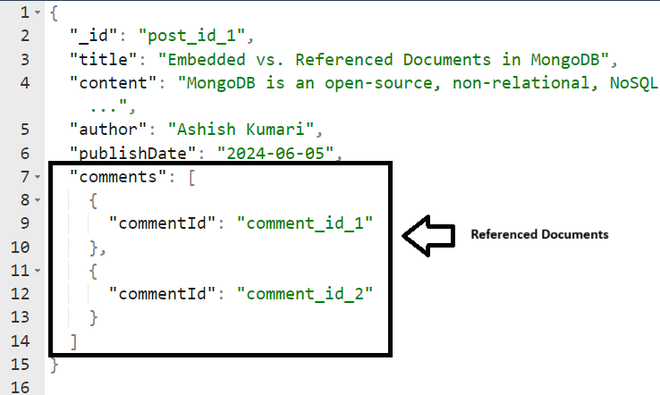 1 {
2 "_id": "post_id_1",
3 "title": "Embedded vs. Referenced Documents in MongoDB",
4 "content": "MongoDB is an open-source, non-relational, NoSQL
...",
5 "author": "Ashish Kumari",
6 "publishDate": "2024-06-05",
7 "comments": [
8 {
9 "commentId": "comment_id_1"
10 },
11 {
12 "commentId": "comment_id_2"
13 }
14 ]
15 }
16
Referenced Documents